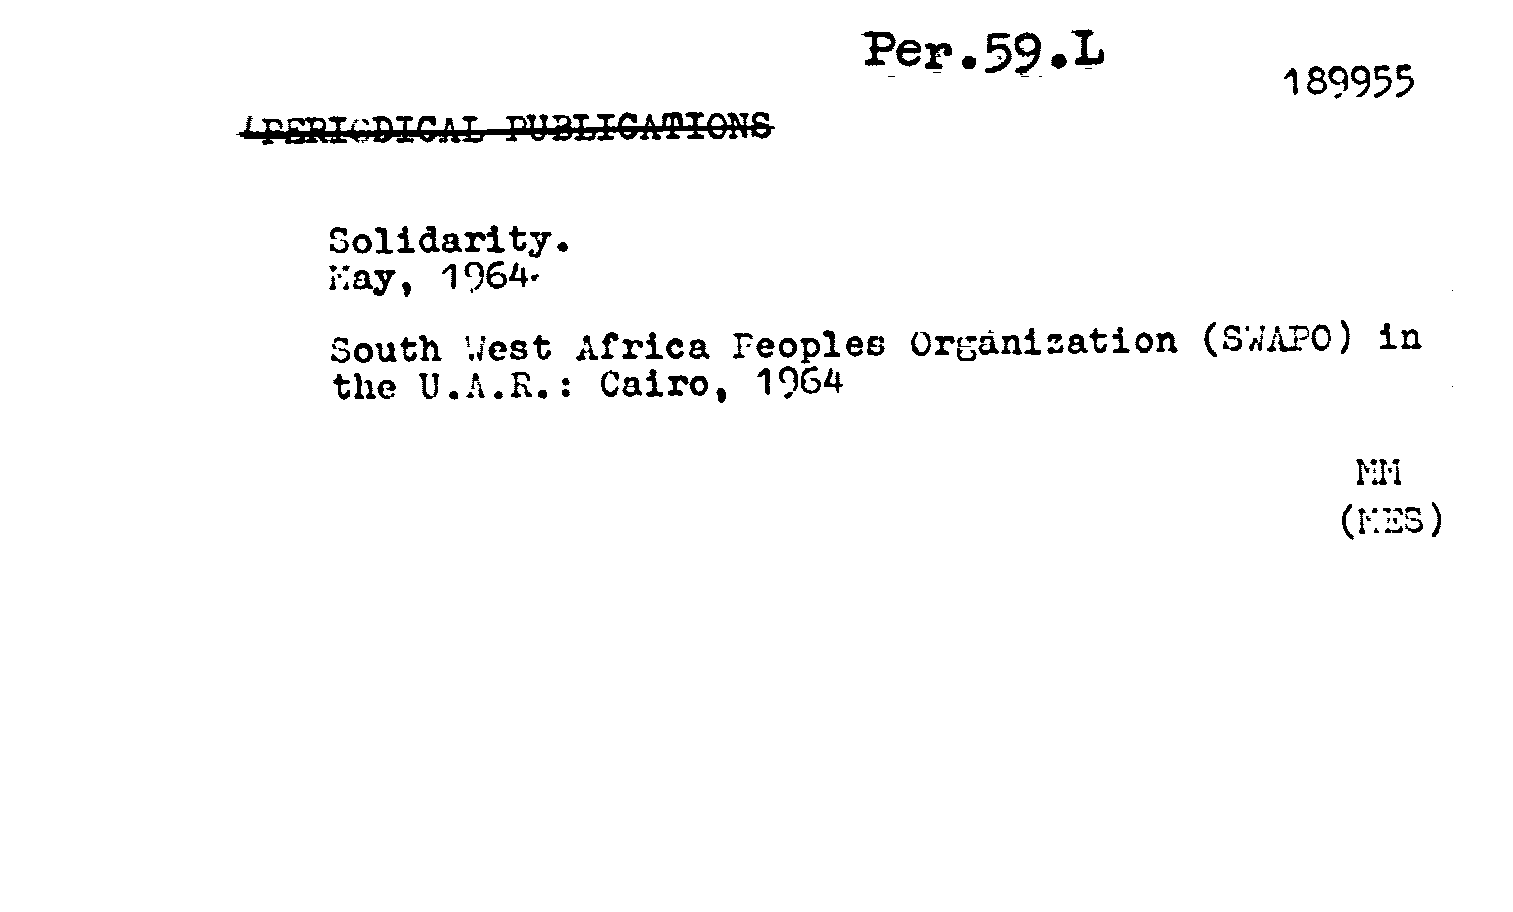 Per.59.L
189955
PERIODICAL PUBLICATIONS
Solidarity.
May, 1964.
South West Africa Peoples Organization (SWAPO) in
the U.A.R.: Cairo, 1964
MM
(MES)